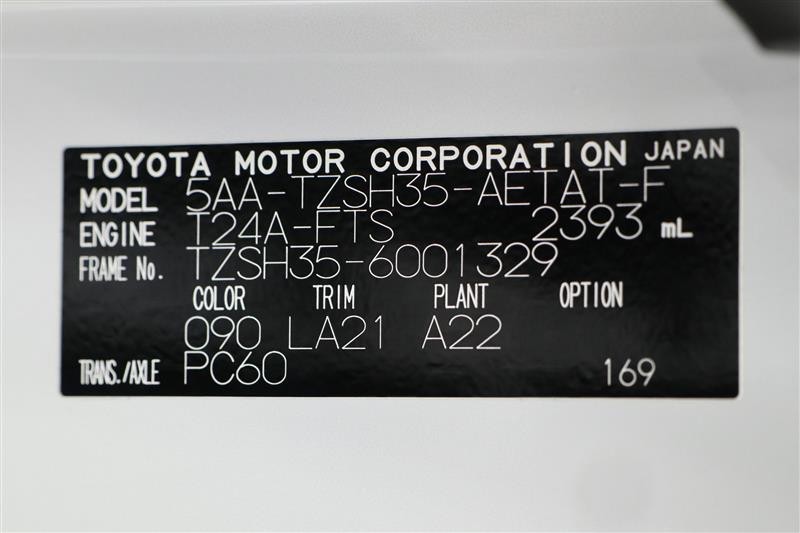 TOYOTA MOTOR CORPORATION JAPAN
MODEL 5AA-TZSH35-AETAT-F
ENGINE T24A-FTS 2393 mL
FRAME No. TZSH35-6001329
COLOR TRIM PLANT OPTION
090 LA21 A22
TRANS./AXLE PC60 169